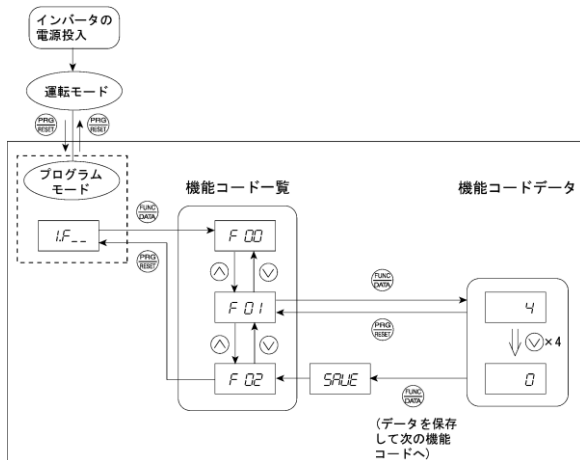 インバータの
電源投入
運転モード
PRG
RESET
PRG
RESET
プログラム
モード
機能コード一覧
機能コードデータ
FUNC
DATA
1.F__
F 00
PRG
RESET
F 01
FUNC
DATA
4
PRG
RESET
×4
F 02
SAVE
0
FUNC
DATA
(データを保存
して次の機能
コードへ)